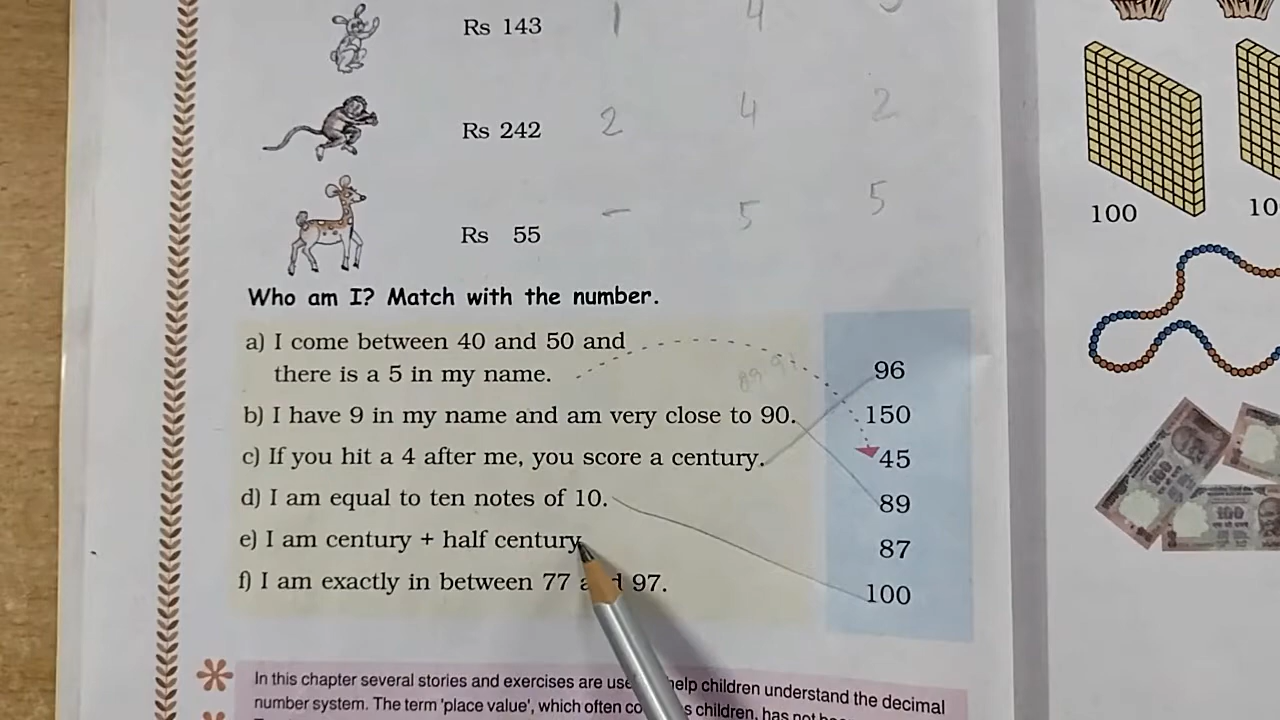 Rs 143 1 4
Rs 242 2 4 2
Rs 55 – 5 5
Who am I? Match with the number.
a) I come between 40 and 50 and
there is a 5 in my name.
b) I have 9 in my name and am very close to 90.
c) If you hit a 4 after me, you score a century.
d) I am equal to ten notes of 10.
e) I am century + half century
f) I am exactly in between 77 and 97.
96
150
45
89
87
100
In this chapter several stories and exercises are help children understand the decimal
number system. The term 'place value', which often children, has not
100
100